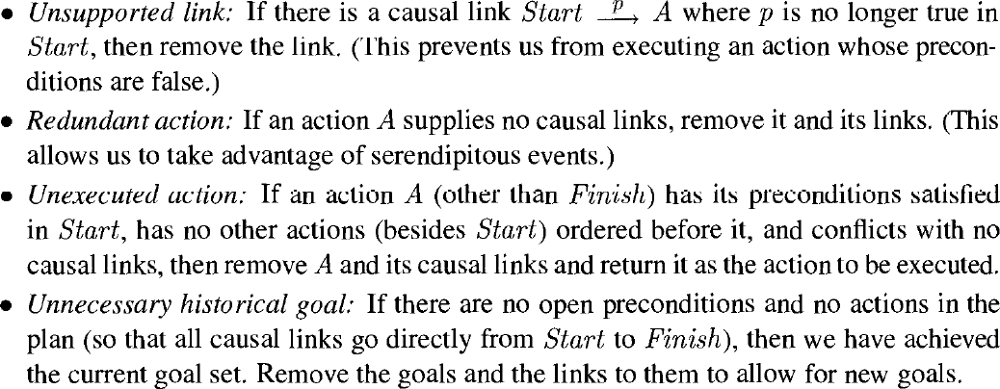 • Unsupported link: If there is a causal link Start —p→ A where p is no longer true in
Start, then remove the link. (This prevents us from executing an action whose precon-
ditions are false.)
• Redundant action: If an action A supplies no causal links, remove it and its links. (This
allows us to take advantage of serendipitous events.)
• Unexecuted action: If an action A (other than Finish) has its preconditions satisfied
in Start, has no other actions (besides Start) ordered before it, and conflicts with no
causal links, then remove A and its causal links and return it as the action to be executed.
• Unnecessary historical goal: If there are no open preconditions and no actions in the
plan (so that all causal links go directly from Start to Finish), then we have achieved
the current goal set. Remove the goals and the links to them to allow for new goals.